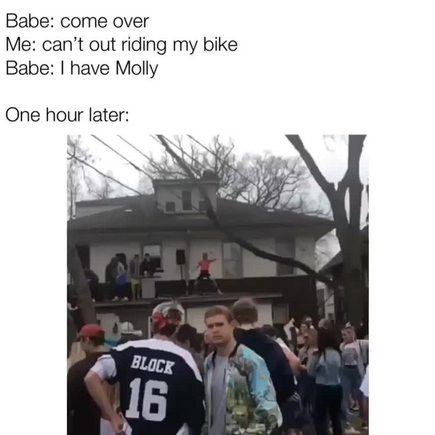 Babe: come over
Me: can’t out riding my bike
Babe: I have Molly
One hour later:
BLOCK
16